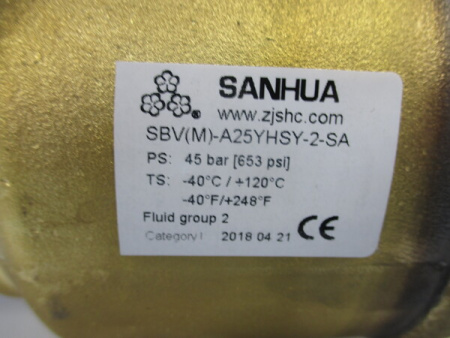 SANHUA
www.zjshc.com
SBV(M)-A25YHSY-2-SA
PS: 45 bar [653 psi]
TS: -40°C / +120°C
-40°F/+248°F
Fluid group 2
Category I 2018 04 21 CE